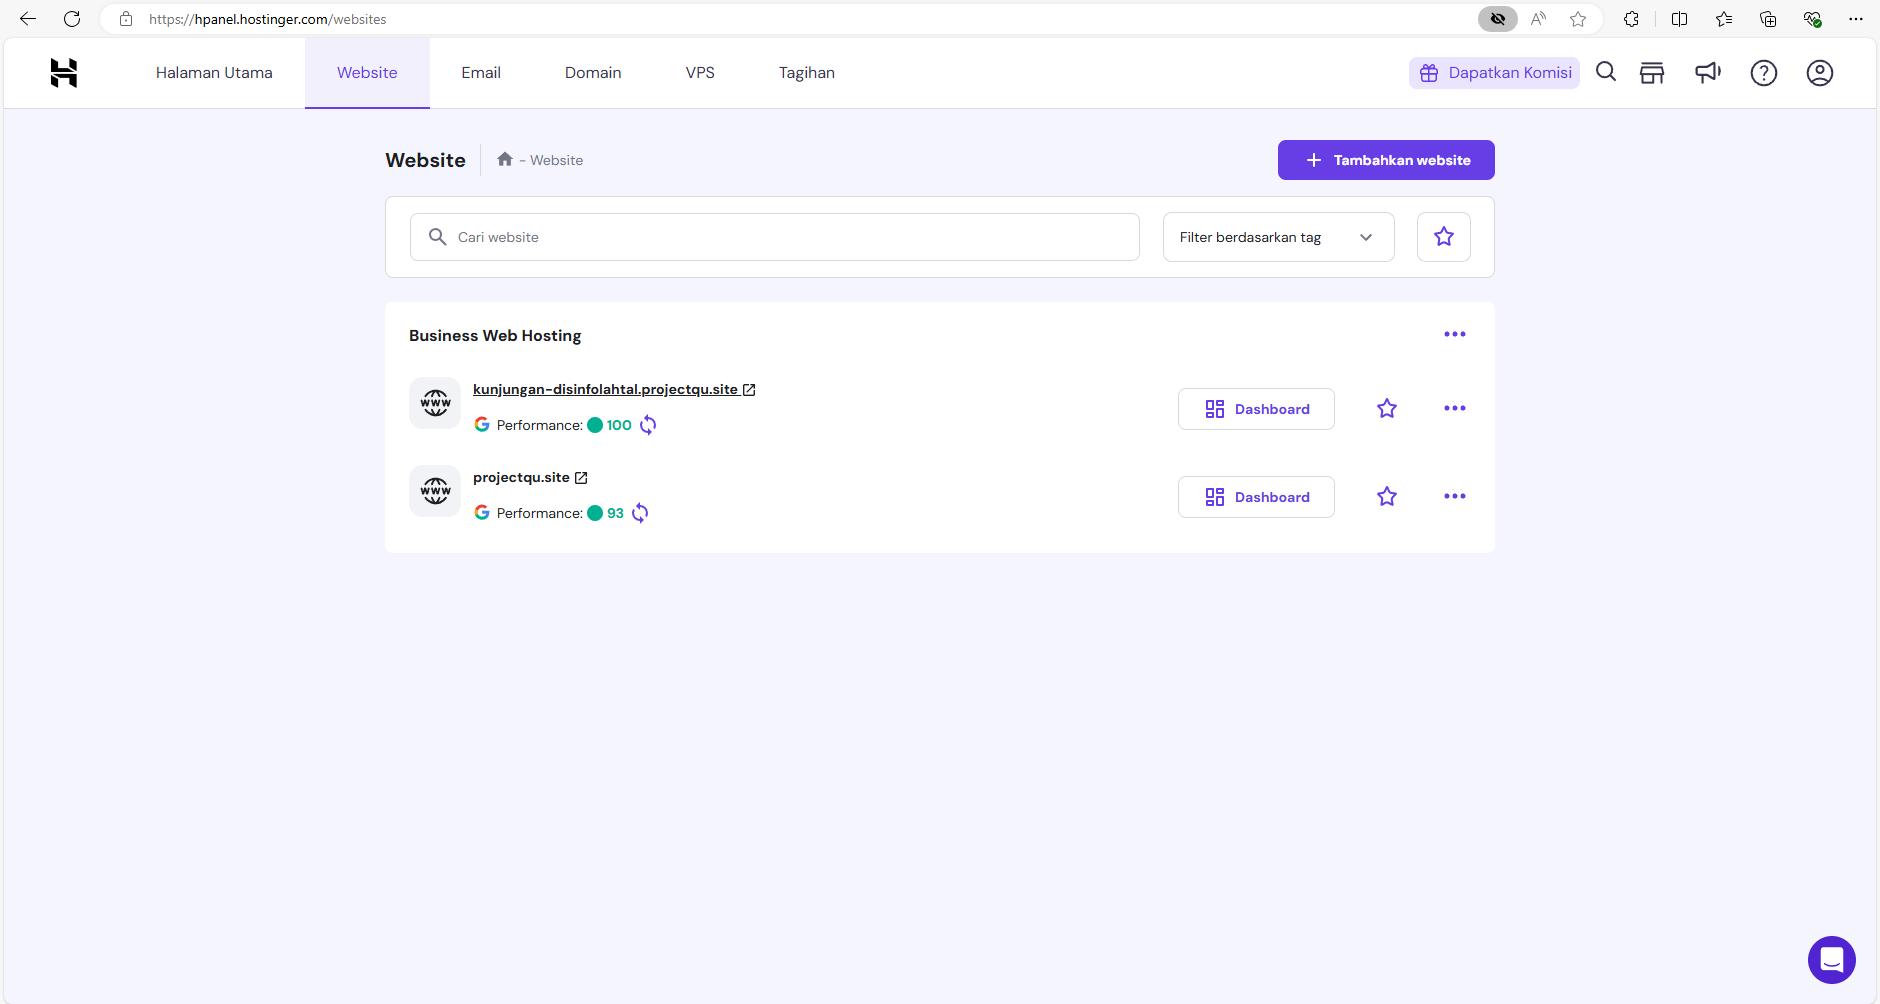 https://hpanel.hostinger.com/websites
Halaman Utama
Website
Email
Domain
VPS
Tagihan
Dapatkan Komisi
Website
- Website
Tambahkan website
Cari website
Filter berdasarkan tag
Business Web Hosting
WWW
kunjungan-disinfolahtal.projectqu.site
Performance: 100
Dashboard
WWW
projectqu.site
Performance: 93
Dashboard